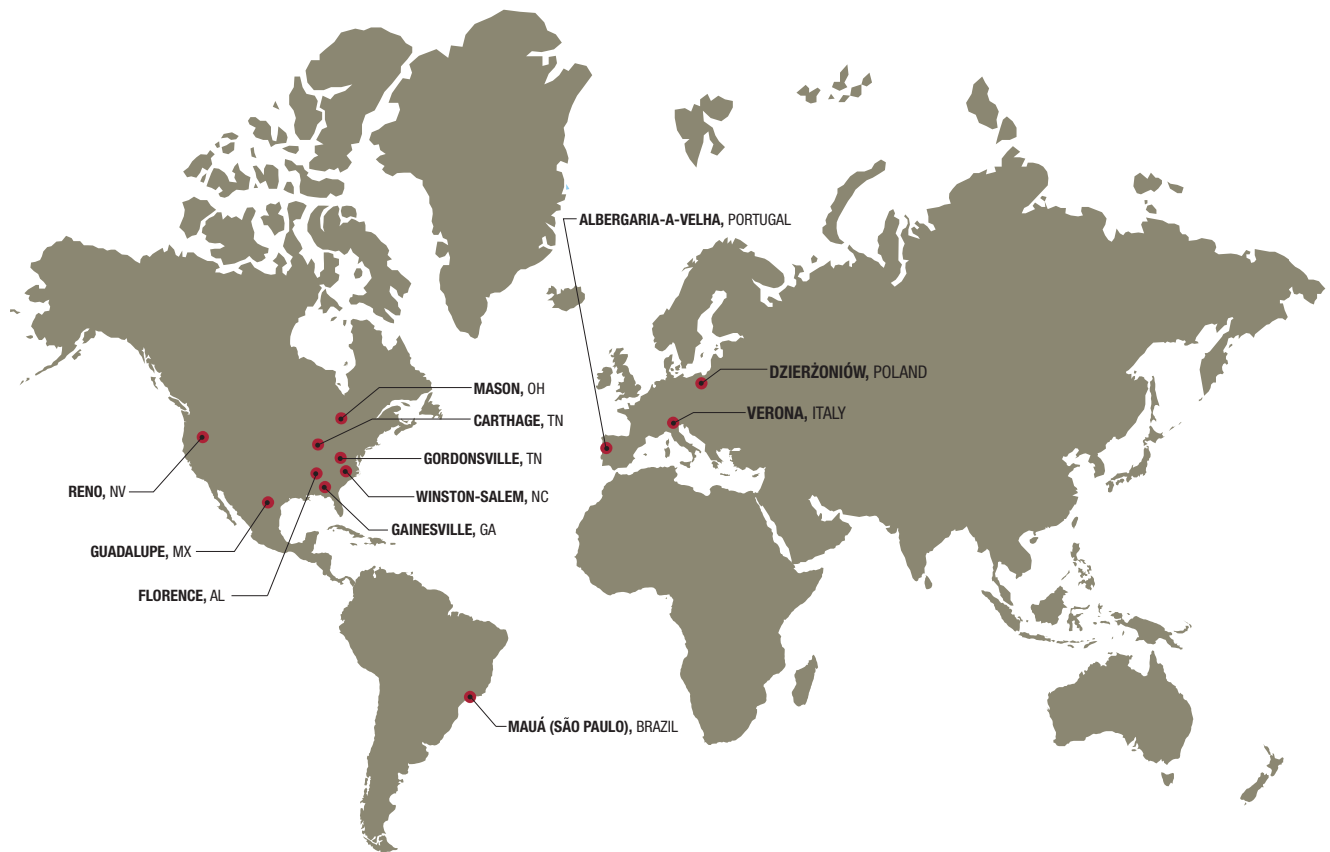 ALBERGARIA-A-VELHA, PORTUGAL
DZIERŻONIÓW, POLAND
MASON, OH
VERONA, ITALY
CARTHAGE, TN
GORDONSVILLE, TN
RENO, NV
WINSTON-SALEM, NC
GAINESVILLE, GA
GUADALUPE, MX
FLORENCE, AL
MAUÁ (SÃO PAULO), BRAZIL